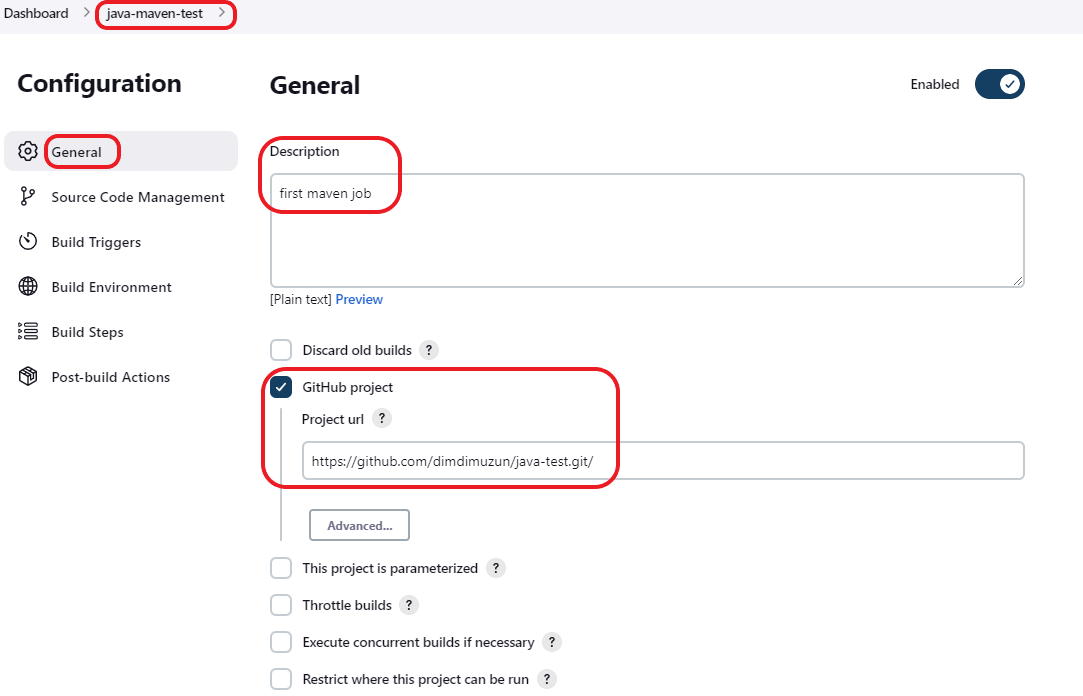 Dashboard > java-maven-test >
Configuration
General
Source Code Management
Build Triggers
Build Environment
Build Steps
Post-build Actions
General
Enabled
Description
first maven job
[Plain text] Preview
Discard old builds ?
GitHub project
Project url ?
https://github.com/dimdimuzun/java-test.git/
Advanced...
This project is parameterized ?
Throttle builds ?
Execute concurrent builds if necessary ?
Restrict where this project can be run ?